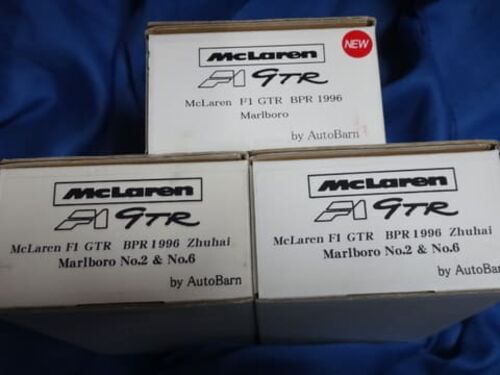 McLaren
NEW
F1 GTR
McLaren F1 GTR BPR 1996
Marlboro
by AutoBarn
McLaren
F1 GTR
McLaren F1 GTR BPR 1996 Zhuhai
Marlboro No.2 & No.6
by AutoBarn
McLaren
F1 GTR
McLaren F1 GTR BPR 1996 Zhuhai
Marlboro No.2 & No.6
by AutoBarn